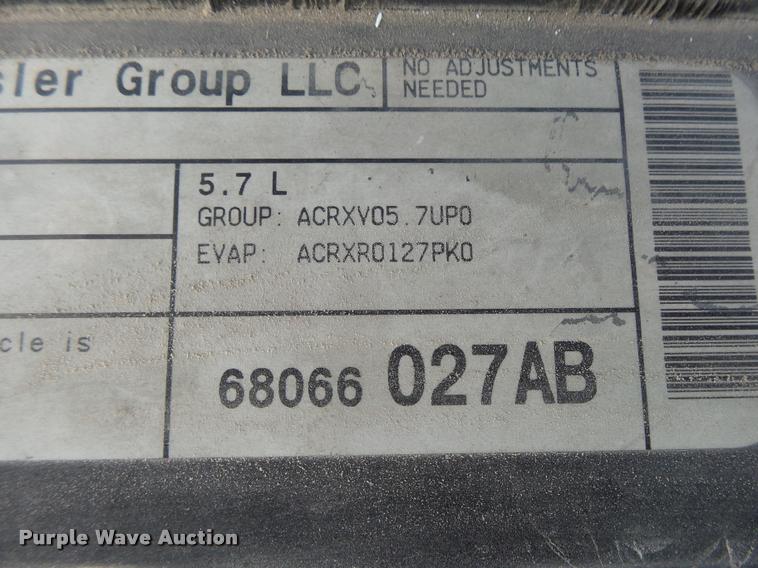 sler Group LLC
NO ADJUSTMENTS
NEEDED
5.7 L
GROUP: ACRXV05.7UP0
EVAP: ACRXR0127PK0
cle is
68066 027AB
Purple Wave Auction